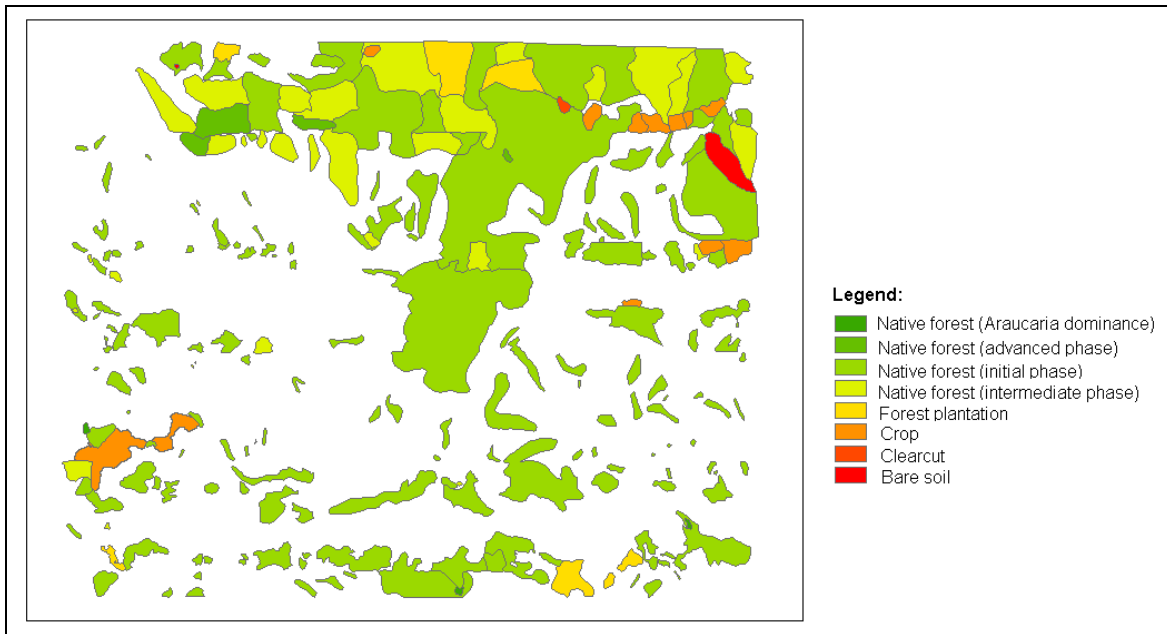 Legend:
Native forest (Araucaria dominance)
Native forest (advanced phase)
Native forest (initial phase)
Native forest (intermediate phase)
Forest plantation
Crop
Clearcut
Bare soil